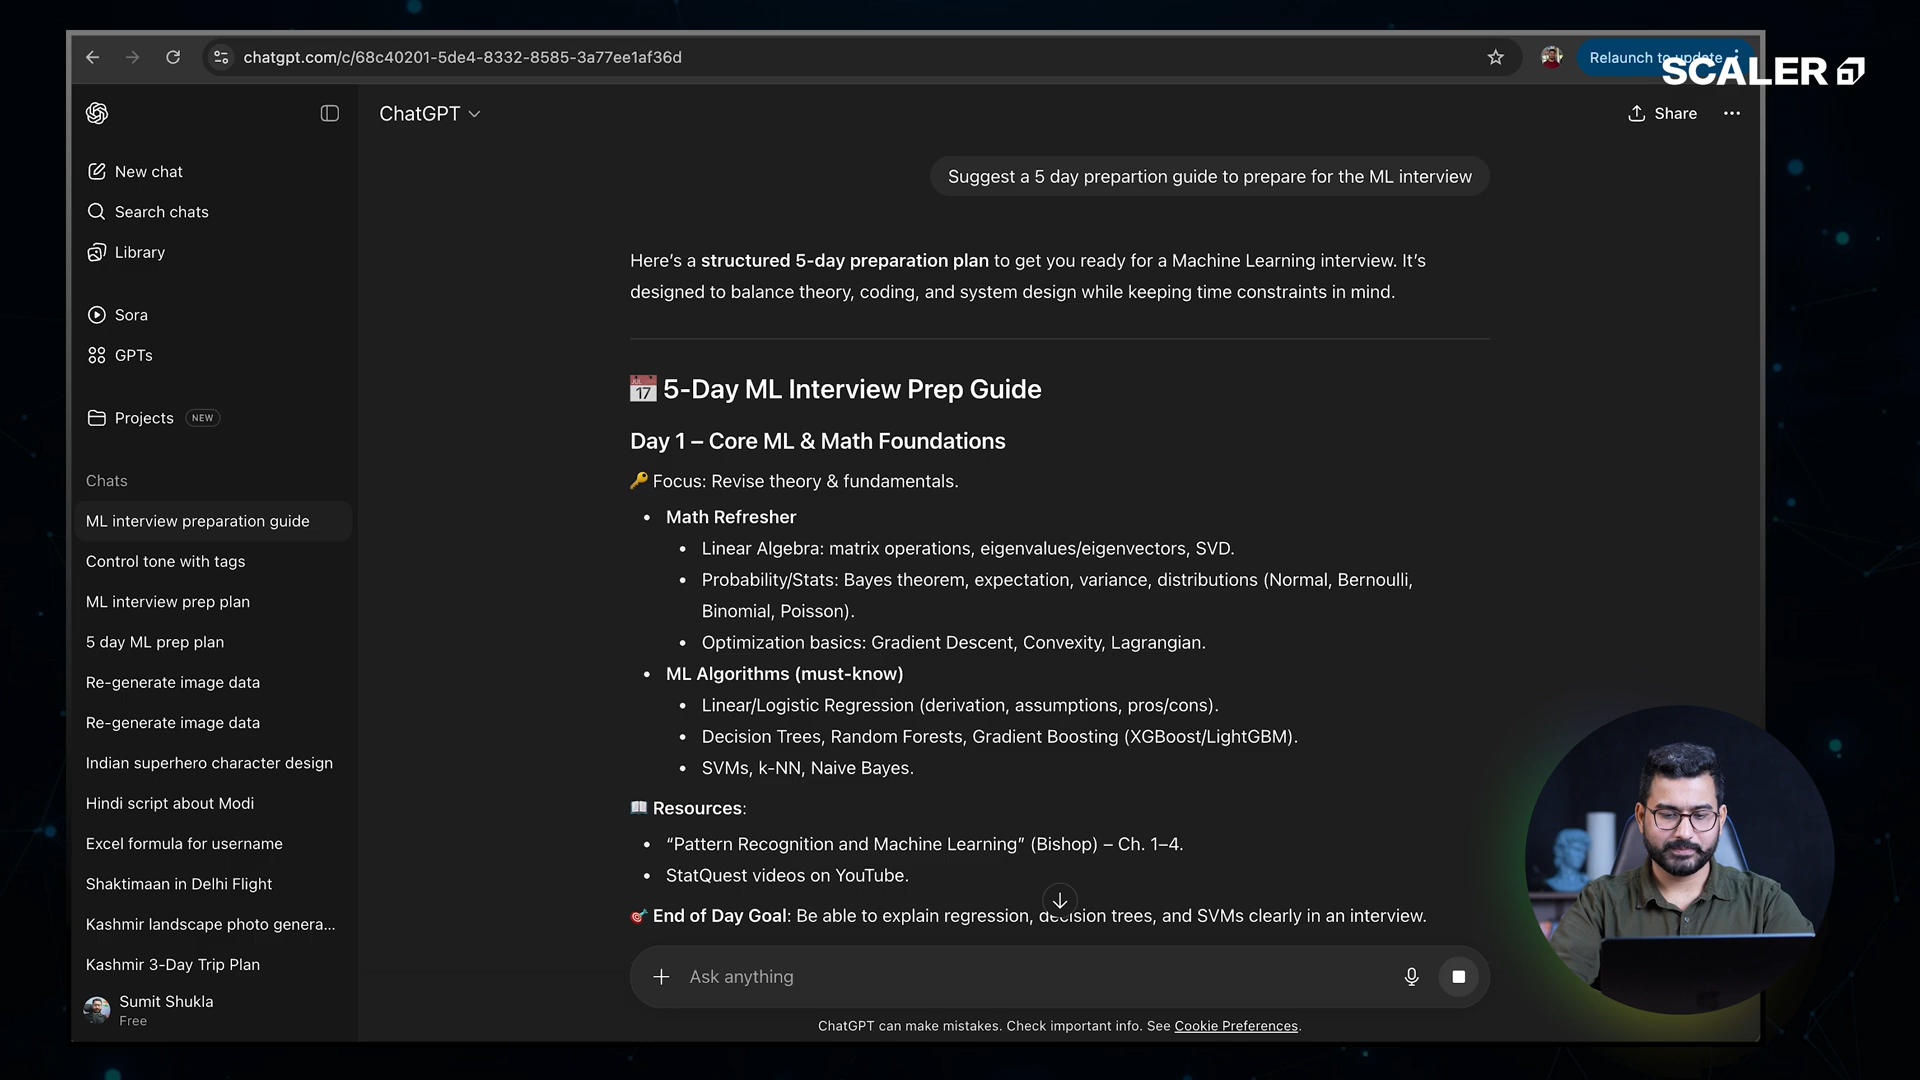 chatgpt.com/c/68c40201-5de4-8332-8585-3a77ee1af36d
Relaunch to update
SCALER
ChatGPT
Share
New chat
Search chats
Library
Sora
GPTs
Projects NEW
Chats
ML interview preparation guide
Control tone with tags
ML interview prep plan
5 day ML prep plan
Re-generate image data
Re-generate image data
Indian superhero character design
Hindi script about Modi
Excel formula for username
Shaktimaan in Delhi Flight
Kashmir landscape photo genera...
Kashmir 3-Day Trip Plan
Sumit Shukla
Free
Suggest a 5 day prepartion guide to prepare for the ML interview
Here’s a structured 5-day preparation plan to get you ready for a Machine Learning interview. It’s
designed to balance theory, coding, and system design while keeping time constraints in mind.
JUL
17
5-Day ML Interview Prep Guide
Day 1 – Core ML & Math Foundations
Focus: Revise theory & fundamentals.
• Math Refresher
• Linear Algebra: matrix operations, eigenvalues/eigenvectors, SVD.
• Probability/Stats: Bayes theorem, expectation, variance, distributions (Normal, Bernoulli,
Binomial, Poisson).
• Optimization basics: Gradient Descent, Convexity, Lagrangian.
• ML Algorithms (must-know)
• Linear/Logistic Regression (derivation, assumptions, pros/cons).
• Decision Trees, Random Forests, Gradient Boosting (XGBoost/LightGBM).
• SVMs, k-NN, Naive Bayes.
Resources:
• “Pattern Recognition and Machine Learning” (Bishop) – Ch. 1–4.
• StatQuest videos on YouTube.
End of Day Goal: Be able to explain regression, decision trees, and SVMs clearly in an interview.
Ask anything
ChatGPT can make mistakes. Check important info. See Cookie Preferences.